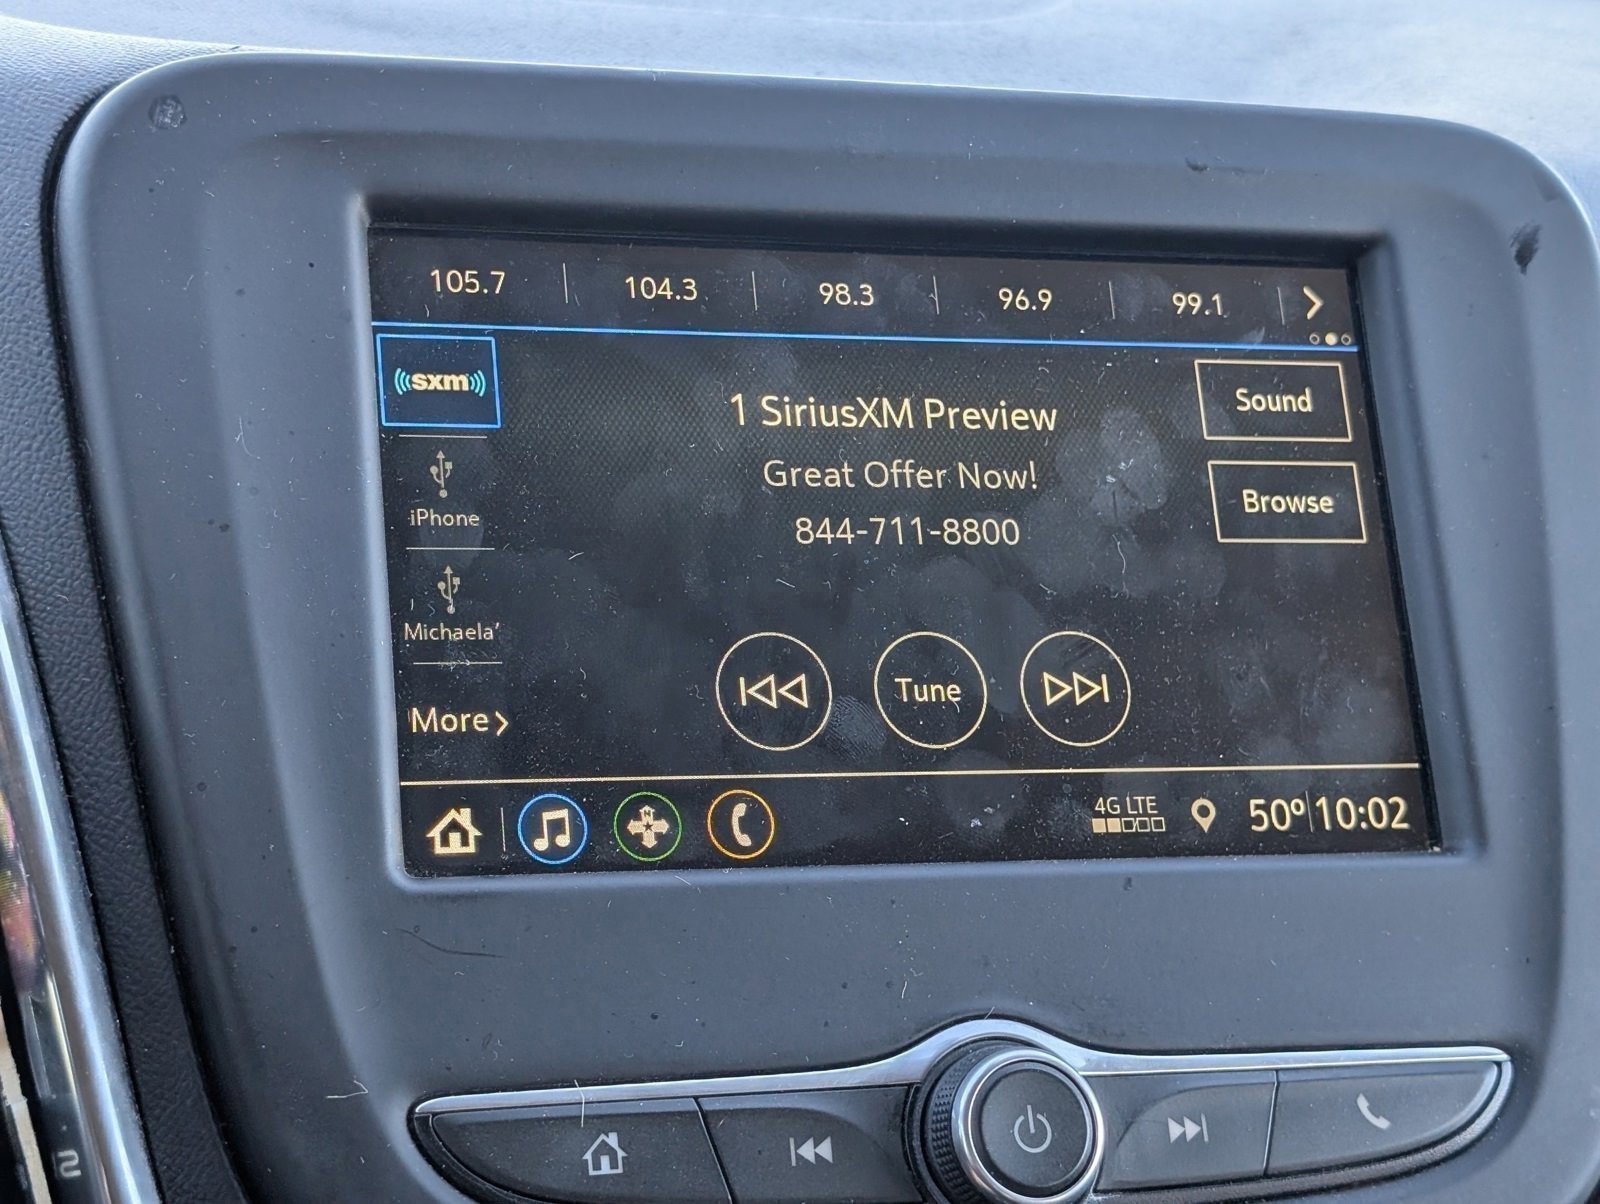 105.7 104.3 98.3 96.9 99.1
sxm
1 SiriusXM Preview
Sound
Great Offer Now!
Browse
844-711-8800
iPhone
Michaela'
More
Tune
4G LTE
50° 10:02